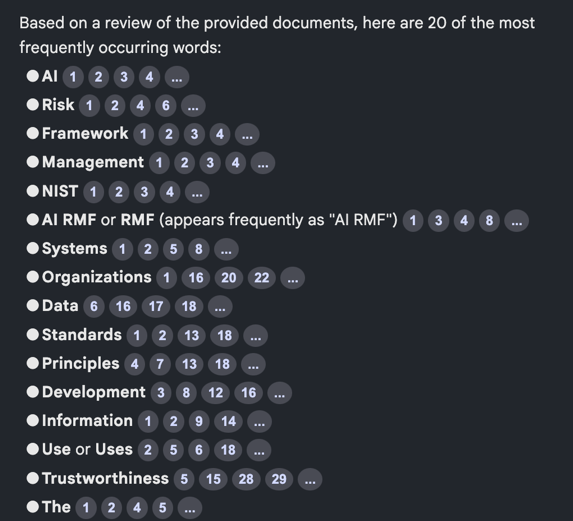 Based on a review of the provided documents, here are 20 of the most
frequently occurring words:
● AI 1 2 3 4 ...
● Risk 1 2 4 6 ...
● Framework 1 2 3 4 ...
● Management 1 2 3 4 ...
● NIST 1 2 3 4 ...
● AI RMF or RMF (appears frequently as "AI RMF") 1 3 4 8 ...
● Systems 1 2 5 8 ...
● Organizations 1 16 20 22 ...
● Data 6 16 17 18 ...
● Standards 1 2 13 18 ...
● Principles 4 7 13 18 ...
● Development 3 8 12 16 ...
● Information 1 2 9 14 ...
● Use or Uses 2 5 6 18 ...
● Trustworthiness 5 15 28 29 ...
● The 1 2 4 5 ...